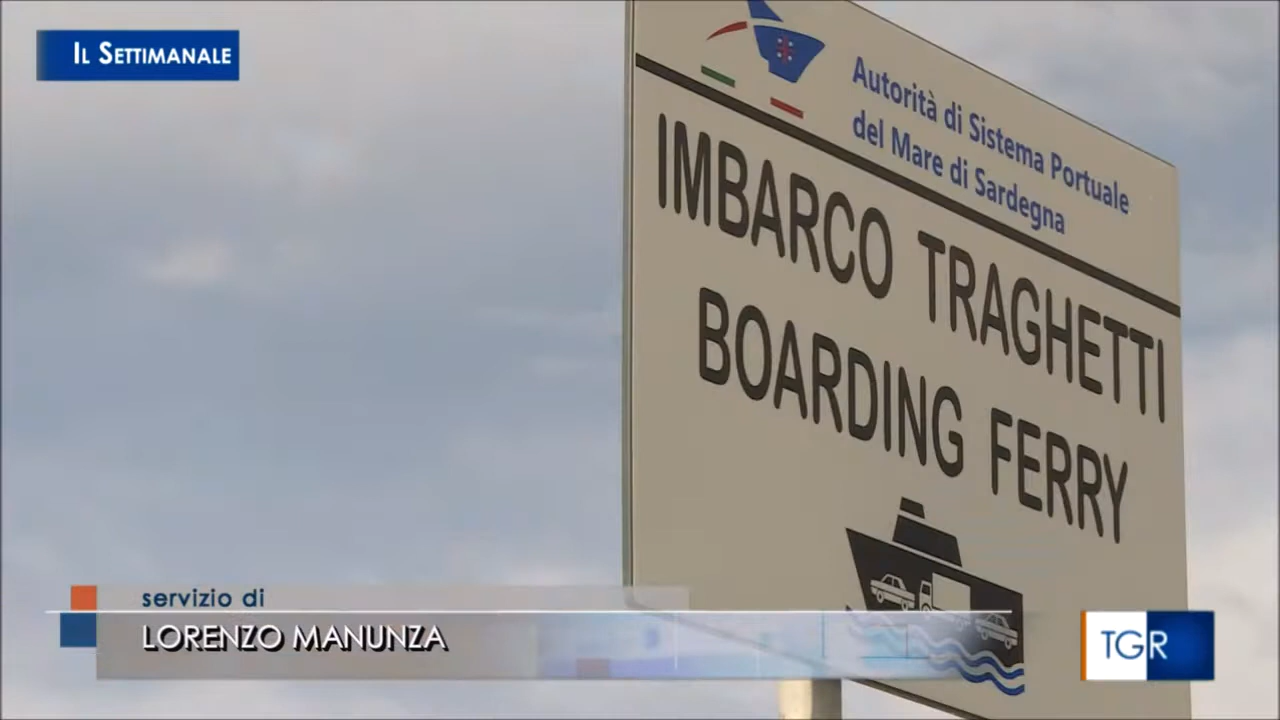 IL SETTIMANALE
Autorità di Sistema Portuale
del Mare di Sardegna
IMBARCO TRAGHETTI
BOARDING FERRY
servizio di
LORENZO MANUNZA
TGR